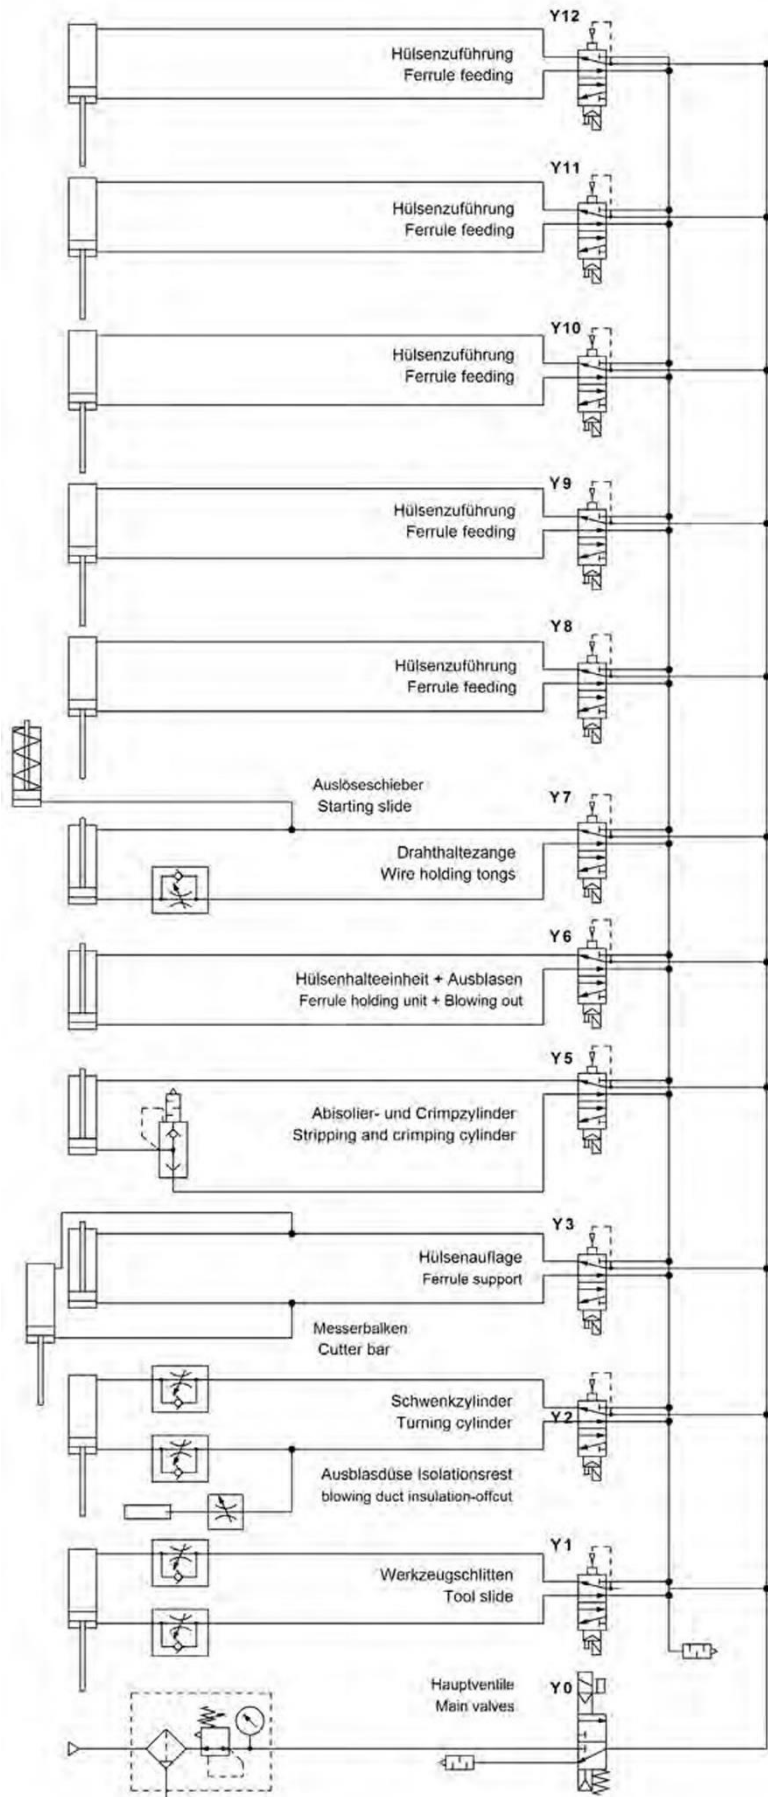 Y12
Hülsenzuführung
Ferrule feeding
Y11
Hülsenzuführung
Ferrule feeding
Y10
Hülsenzuführung
Ferrule feeding
Y9
Hülsenzuführung
Ferrule feeding
Y8
Hülsenzuführung
Ferrule feeding
Auslöseschieber
Starting slide
Y7
Drahthaltezange
Wire holding tongs
Y6
Hülsenhalteeinheit + Ausblasen
Ferrule holding unit + Blowing out
Y5
Abisolier- und Crimpzylinder
Stripping and crimping cylinder
Y3
Hülsenauflage
Ferrule support
Messerbalken
Cutter bar
Schwenkzylinder
Turning cylinder
Y2
Ausblasdüse Isolationsrest
blowing duct insulation-offcut
Y1
Werkzeugschlitten
Tool slide
Hauptventile
Main valves
Y0